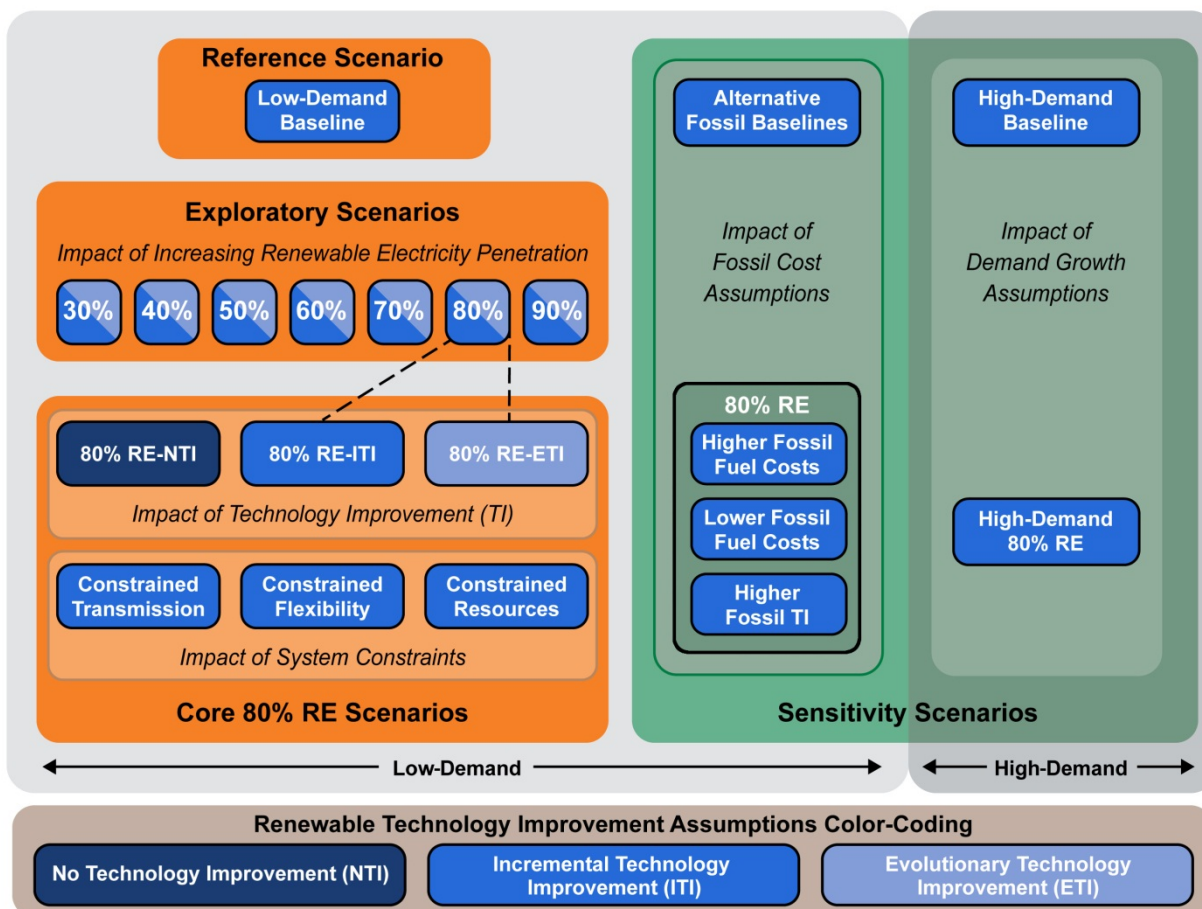 Reference Scenario
Low-Demand
Baseline
Exploratory Scenarios
Impact of Increasing Renewable Electricity Penetration
30% 40% 50% 60% 70% 80% 90%
80% RE-NTI
80% RE-ITI
80% RE-ETI
Impact of Technology Improvement (TI)
Constrained
Transmission
Constrained
Flexibility
Constrained
Resources
Impact of System Constraints
Core 80% RE Scenarios
Alternative
Fossil Baselines
Impact of
Fossil Cost
Assumptions
80% RE
Higher Fossil
Fuel Costs
Lower Fossil
Fuel Costs
Higher
Fossil TI
High-Demand
Baseline
Impact of
Demand Growth
Assumptions
High-Demand
80% RE
Sensitivity Scenarios
Low-Demand
High-Demand
Renewable Technology Improvement Assumptions Color-Coding
No Technology Improvement (NTI)
Incremental Technology
Improvement (ITI)
Evolutionary Technology
Improvement (ETI)